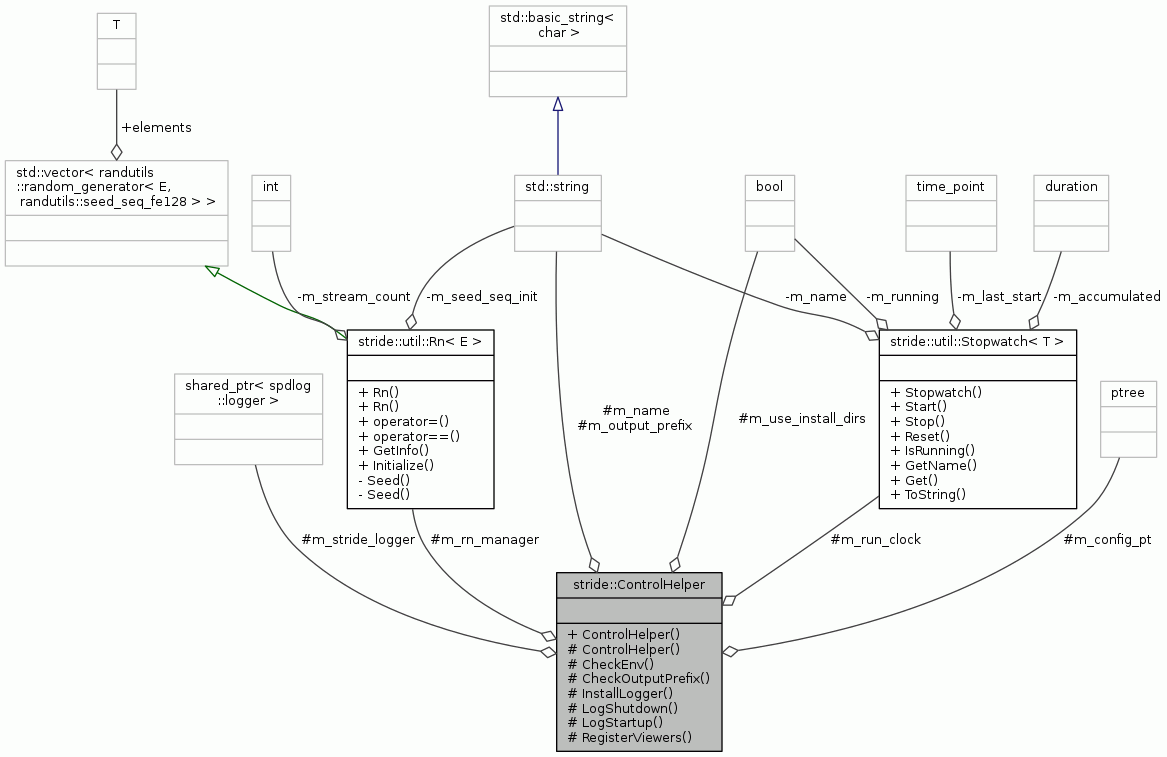 T
std::basic_string<
char >
+elements
std::vector< randutils
::random_generator< E,
randutils::seed_seq_fe128 > >
int
std::string
bool
time_point
duration
-m_stream_count
-m_seed_seq_init
-m_name
-m_running
-m_last_start
-m_accumulated
stride::util::Rn< E >
+ Rn()
+ Rn()
+ operator=()
+ operator==()
+ GetInfo()
+ Initialize()
- Seed()
- Seed()
stride::util::Stopwatch< T >
+ Stopwatch()
+ Start()
+ Stop()
+ Reset()
+ IsRunning()
+ GetName()
+ Get()
+ ToString()
shared_ptr< spdlog
::logger >
ptree
#m_name
#m_output_prefix
#m_use_install_dirs
#m_stride_logger
#m_rn_manager
#m_run_clock
#m_config_pt
stride::ControlHelper
+ ControlHelper()
# ControlHelper()
# CheckEnv()
# CheckOutputPrefix()
# InstallLogger()
# LogShutdown()
# LogStartup()
# RegisterViewers()